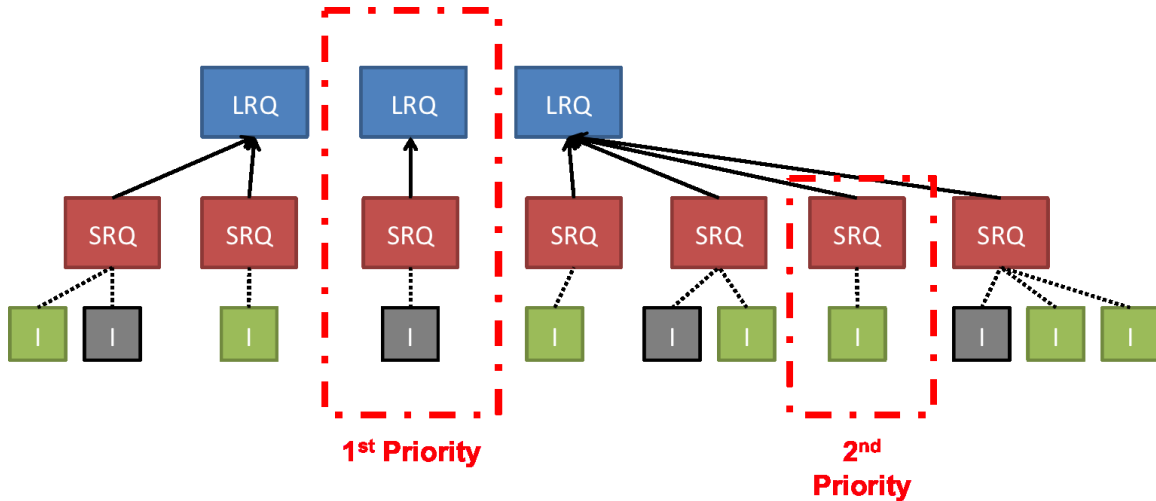 LRQ LRQ LRQ
SRQ SRQ SRQ SRQ SRQ SRQ SRQ
I I I I I I I I I I I
1st Priority
2nd
Priority